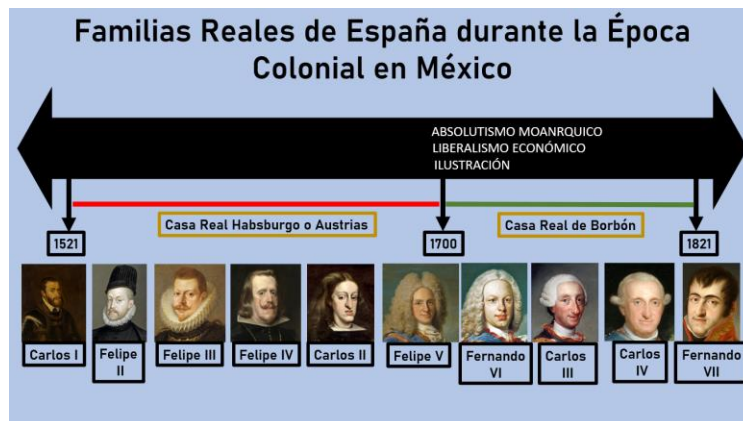 Familias Reales de España durante la Época
Colonial en México
ABSOLUTISMO MOANRQUICO
LIBERALISMO ECONÓMICO
ILUSTRACIÓN
Casa Real Habsburgo o Austrias
Casa Real de Borbón
1521
1700
1821
Carlos I
Felipe
II
Felipe III
Felipe IV
Carlos II
Felipe V
Fernando
VI
Carlos
III
Carlos
IV
Fernando
VII